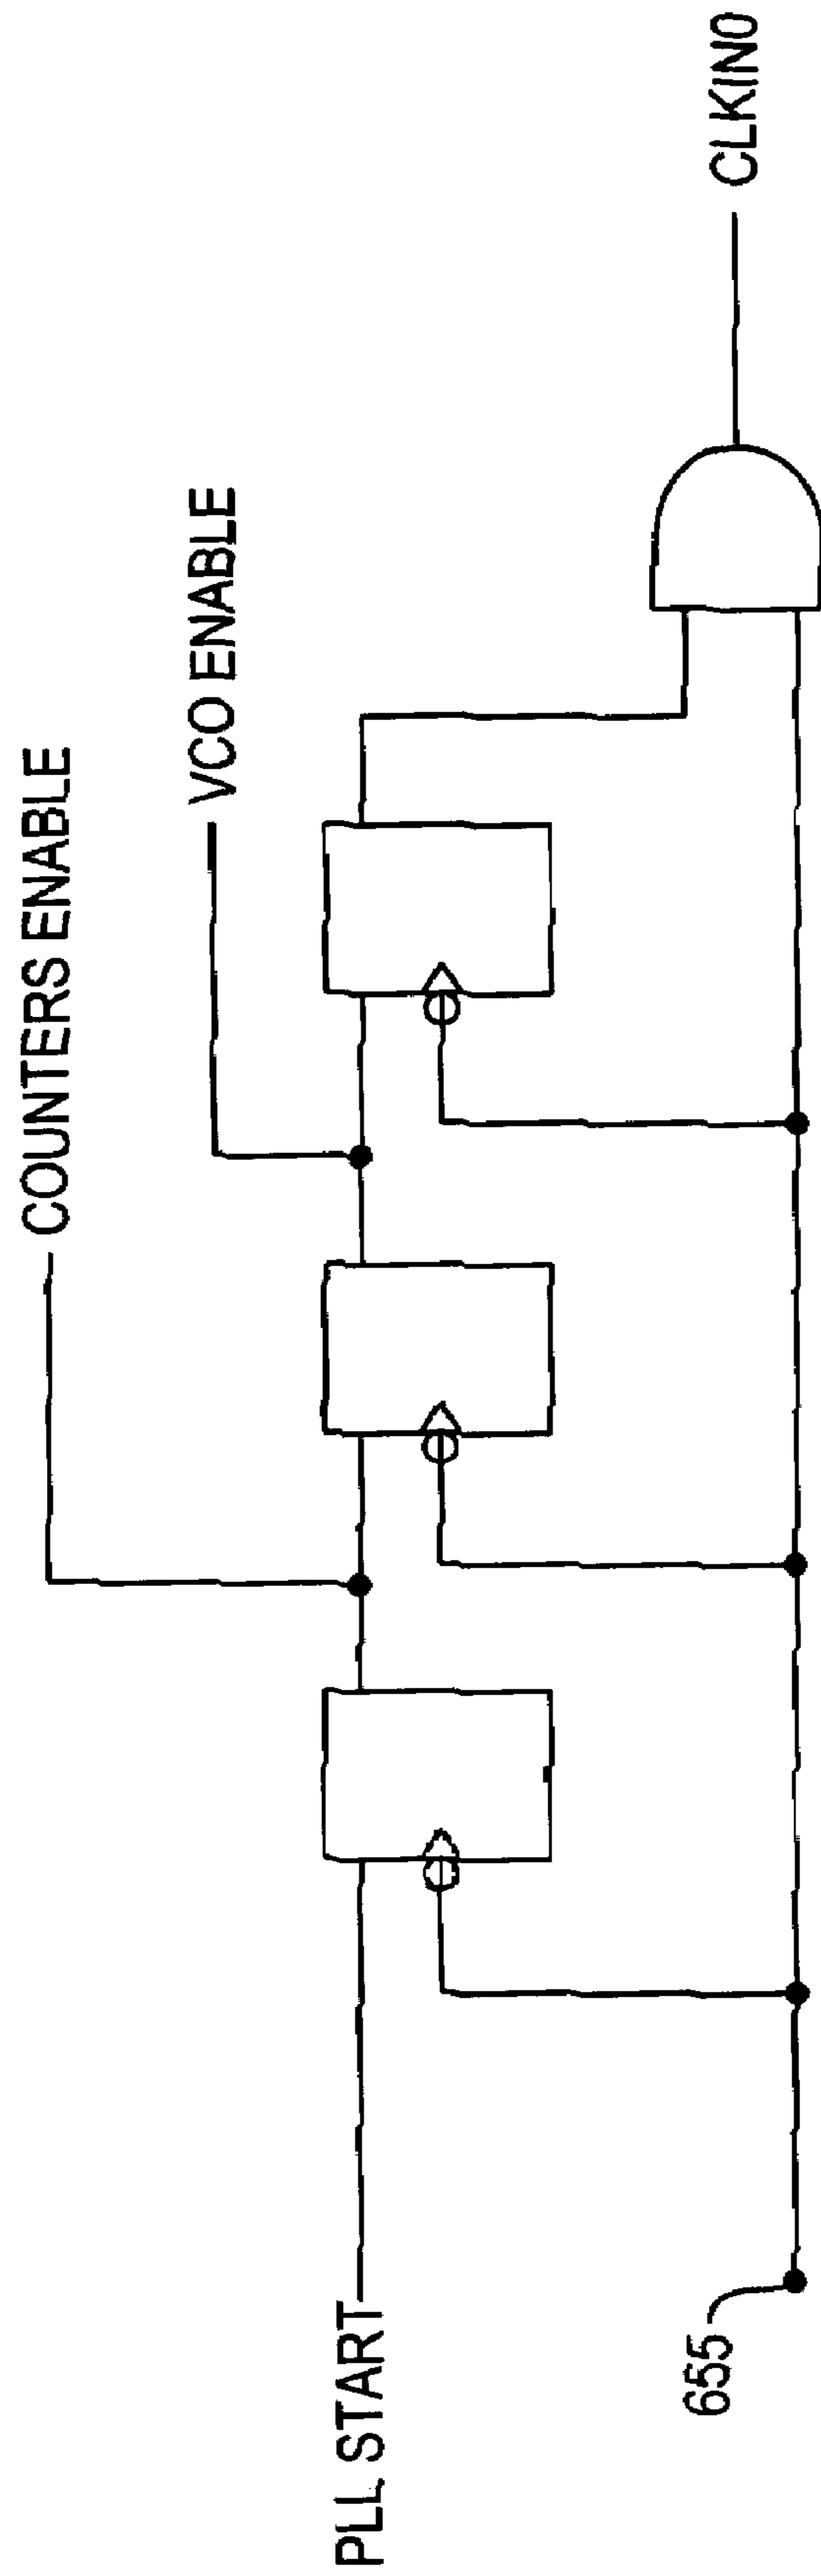 COUNTERS ENABLE
VCO ENABLE
PLL START
CLKIN0
655